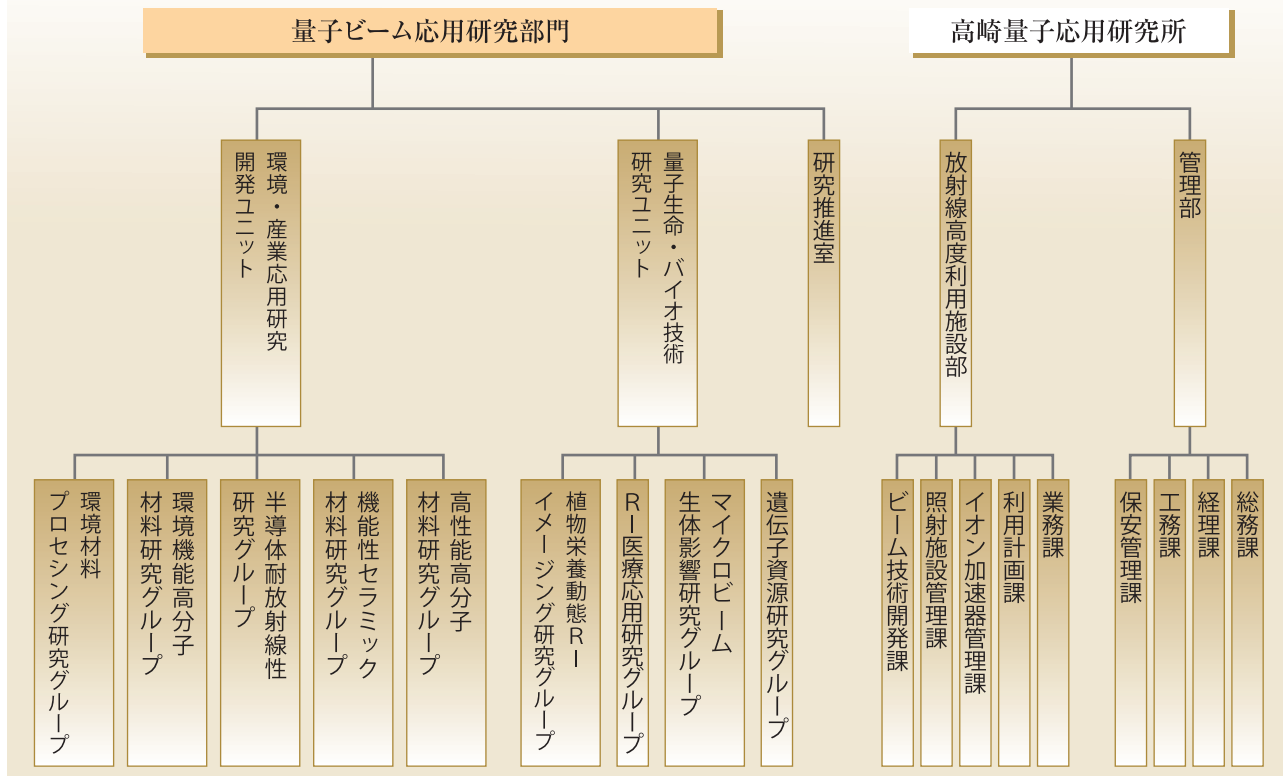 量子ビーム応用研究部門
高崎量子応用研究所
環境・産業応用研究
開発ユニット
量子生命・バイオ技術
研究ユニット
研究推進室
放射線高度利用施設部
管理部
環境材料
プロセシング研究グループ
環境機能高分子
材料研究グループ
半導体耐放射線性
研究グループ
機能性セラミック
材料研究グループ
高性能高分子
材料研究グループ
植物栄養動態ＲＩ
イメージング研究グループ
ＲＩ医療応用研究グループ
マイクロビーム
生体影響研究グループ
遺伝子資源研究グループ
ビーム技術開発課
照射施設管理課
イオン加速器管理課
利用計画課
業務課
保安管理課
工務課
経理課
総務課